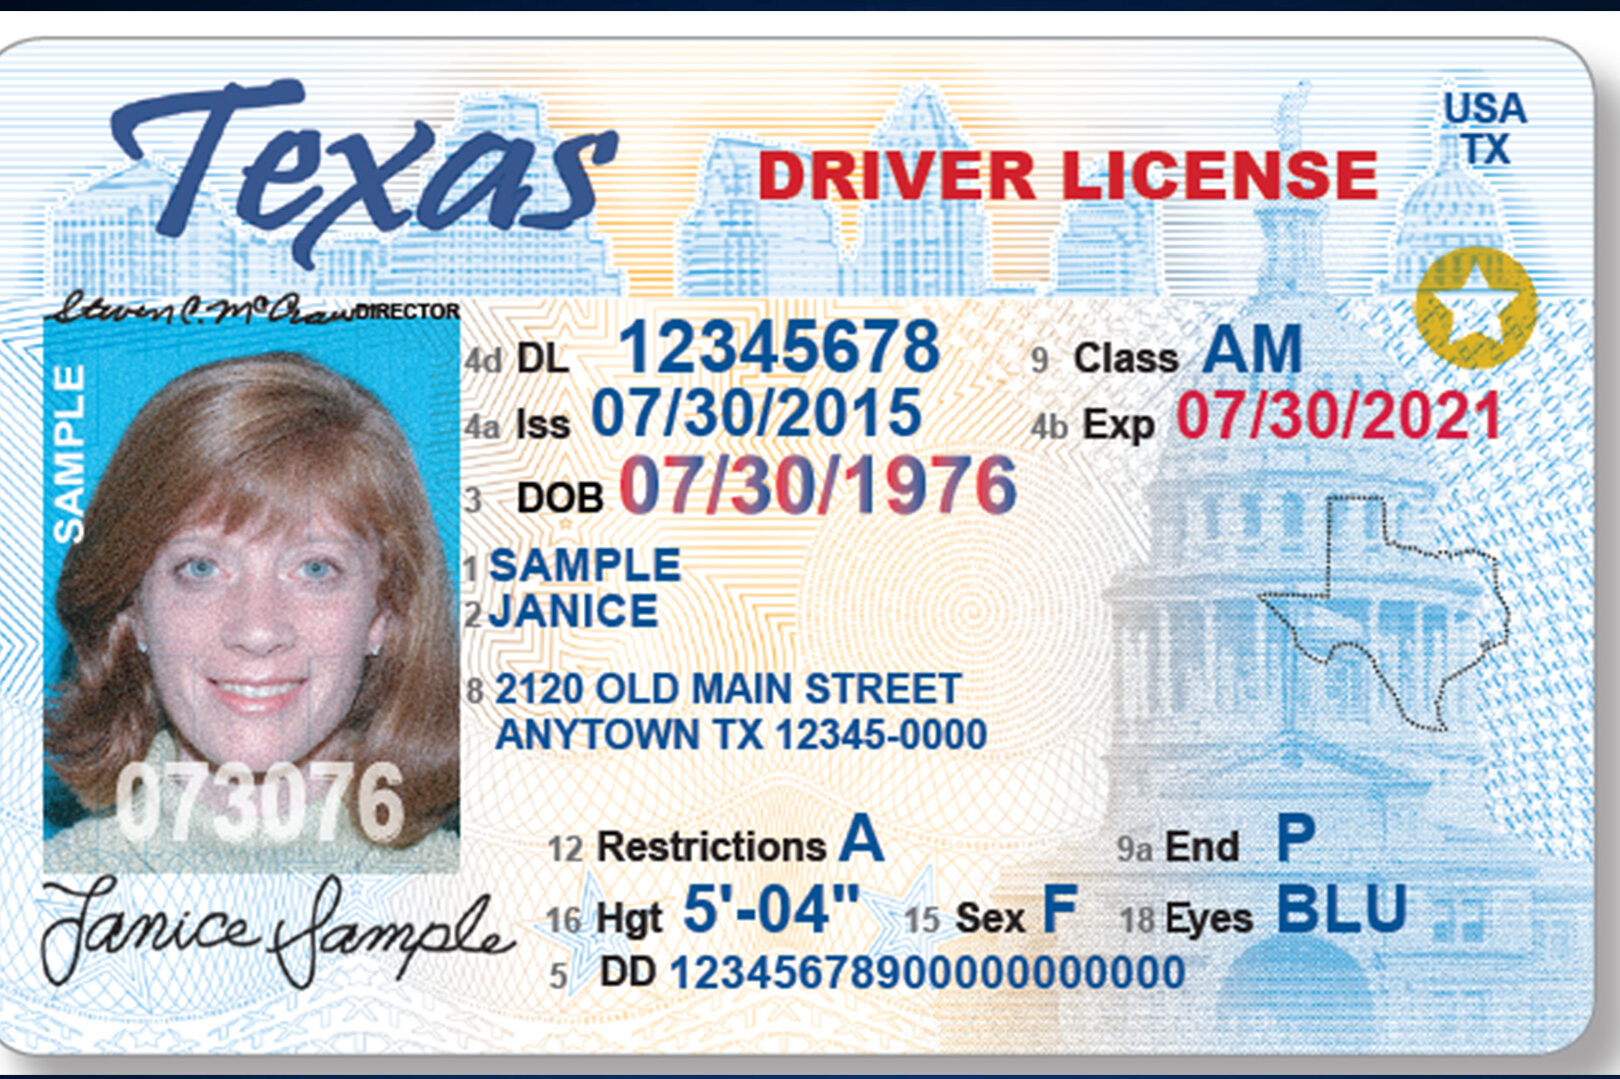 Texas
DRIVER LICENSE
USA
TX
Steven C. McCraw DIRECTOR
SAMPLE
4d DL 12345678
9 Class AM
4a Iss 07/30/2015
4b Exp 07/30/2021
3 DOB 07/30/1976
1 SAMPLE
2 JANICE
8 2120 OLD MAIN STREET
ANYTOWN TX 12345-0000
073076
12 Restrictions A
9a End P
16 Hgt 5'-04" 15 Sex F 18 Eyes BLU
5 DD 12345678900000000000
Janice Sample